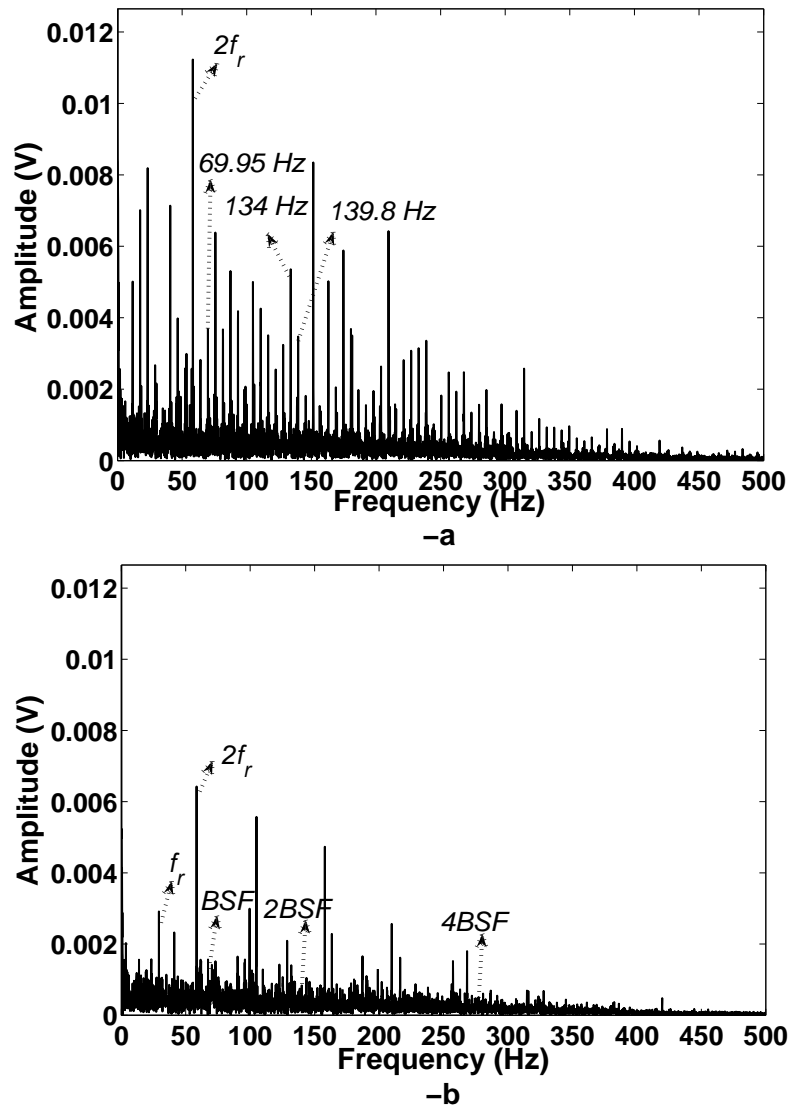 0.012
2f_r
0.01
69.95 Hz
0.008
134 Hz
139.8 Hz
0.006
0.004
0.002
0
Amplitude (V)
0 50 100 150 200 250 300 350 400 450 500
Frequency (Hz)
−a
0.012
0.01
0.008
2f_r
0.006
f_r
0.004
BSF
2BSF
4BSF
0.002
0
Amplitude (V)
0 50 100 150 200 250 300 350 400 450 500
Frequency (Hz)
−b